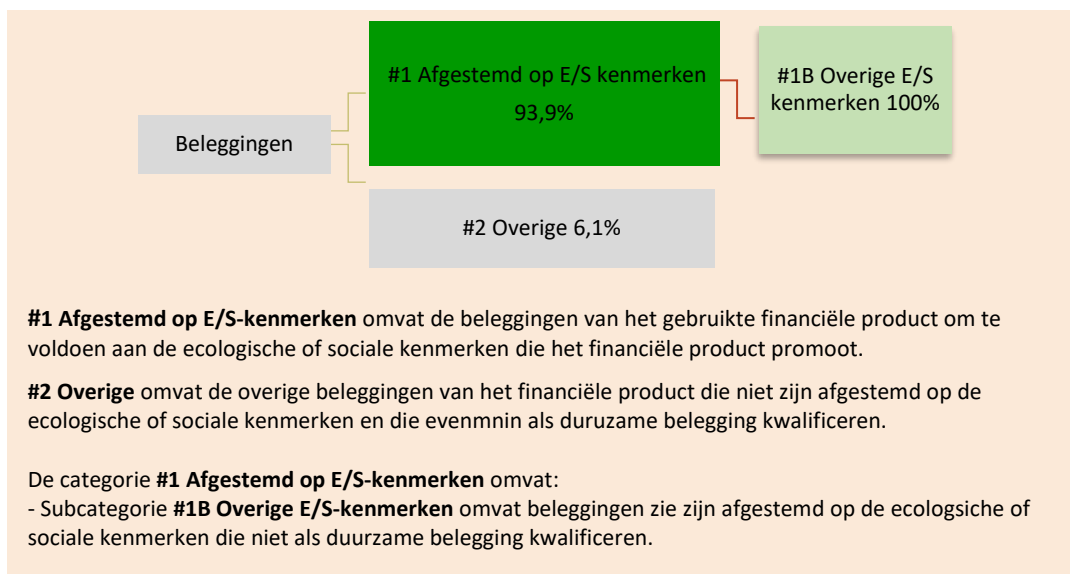 #1 Afgestemd op E/S kenmerken
93,9%
#1B Overige E/S
kenmerken 100%
Beleggingen
#2 Overige 6,1%
#1 Afgestemd op E/S-kenmerken omvat de beleggingen van het gebruikte financiële product om te
voldoen aan de ecologische of sociale kenmerken die het financiële product promoot.
#2 Overige omvat de overige beleggingen van het financiële product die niet zijn afgestemd op de
ecologische of sociale kenmerken en die evenmnin als duruzame belegging kwalificeren.
De categorie #1 Afgestemd op E/S-kenmerken omvat:
- Subcategorie #1B Overige E/S-kenmerken omvat beleggingen zie zijn afgestemd op de ecologsiche of
sociale kenmerken die niet als duurzame belegging kwalificeren.